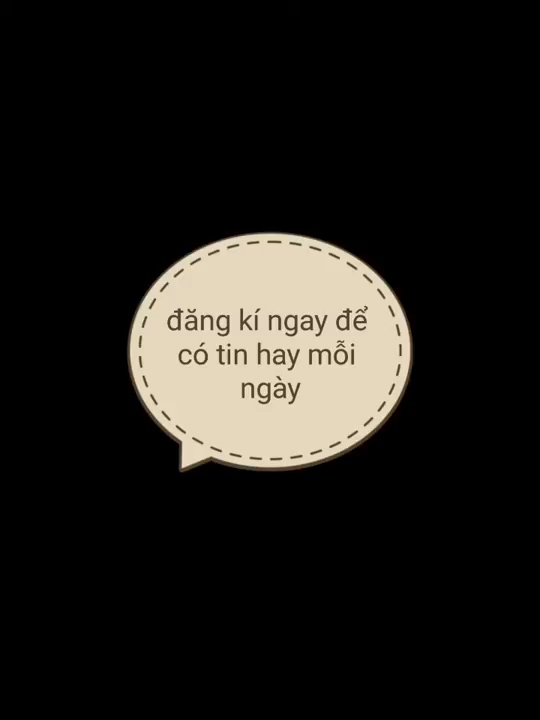 đăng kí ngay để
có tin hay mỗi
ngày